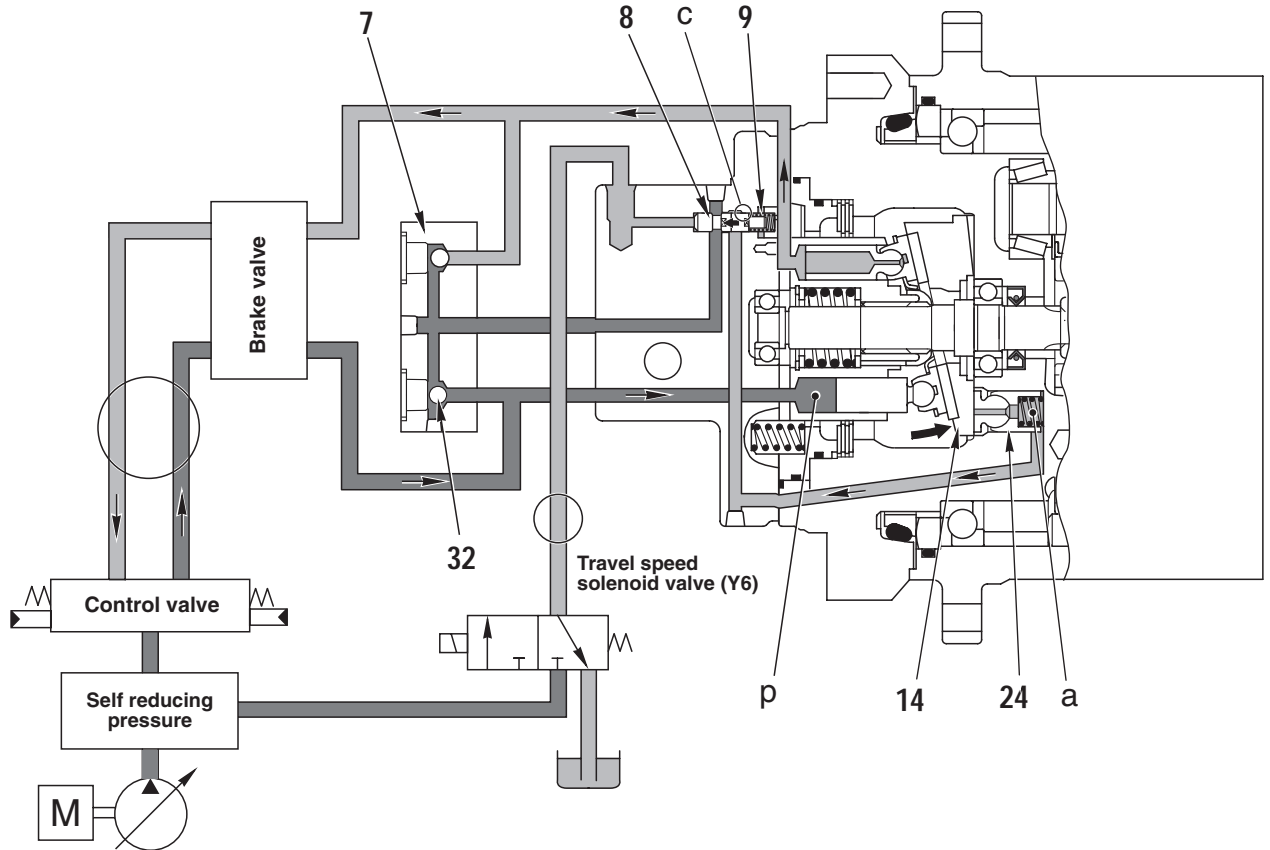 7
8
c
9
Brake valve
32
Travel speed
solenoid valve (Y6)
Control valve
p
14
24
a
Self reducing
pressure
M